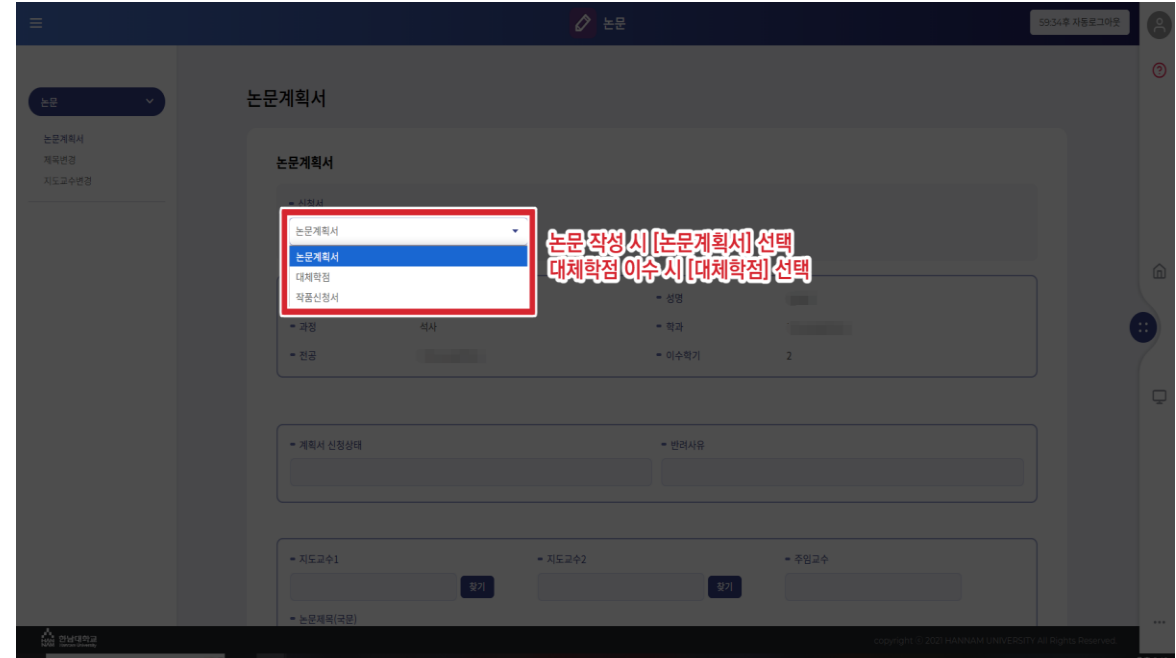 논문
59:34후 자동로그아웃
논문
논문계획서
제목변경
지도교수변경
논문계획서
논문계획서
신청서
논문계획서
논문계획서
대체학점
작품신청서
논문 작성 시 [논문계획서] 선택
대체학점 이수 시 [대체학점] 선택
성명
과정 석사 학과
전공 이수학기 2
계획서 신청상태 반려사유
지도교수1 지도교수2 주임교수
찾기 찾기
논문제목(국문)
한남대학교
copyright ⓒ 2021 HANNAM UNIVERSITY All Rights Reserved.